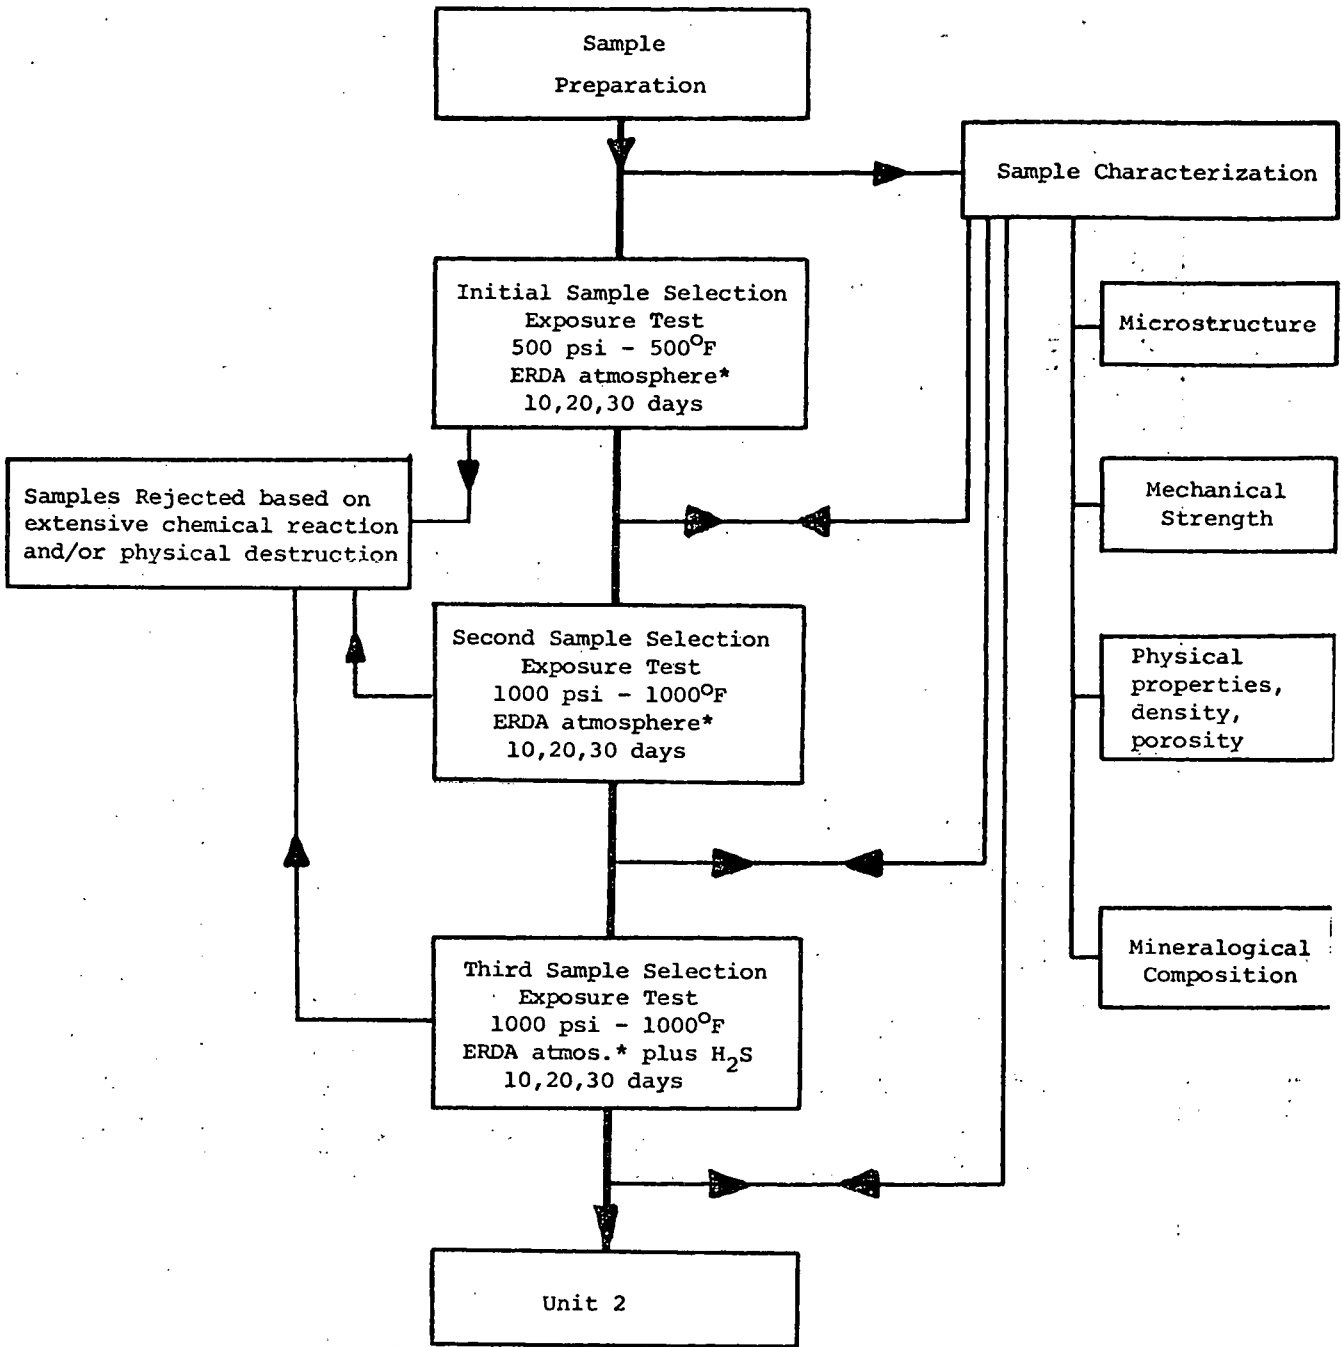 Sample
Preparation
Sample Characterization
Initial Sample Selection
Exposure Test
500 psi - 500°F
ERDA atmosphere*
10,20,30 days
Microstructure
Samples Rejected based on
extensive chemical reaction
and/or physical destruction
Mechanical
Strength
Second Sample Selection
Exposure Test
1000 psi - 1000°F
ERDA atmosphere*
10,20,30 days
Physical
properties,
density,
porosity
Third Sample Selection
Exposure Test
1000 psi - 1000°F
ERDA atmos.* plus H₂S
10,20,30 days
Mineralogical
Composition
Unit 2